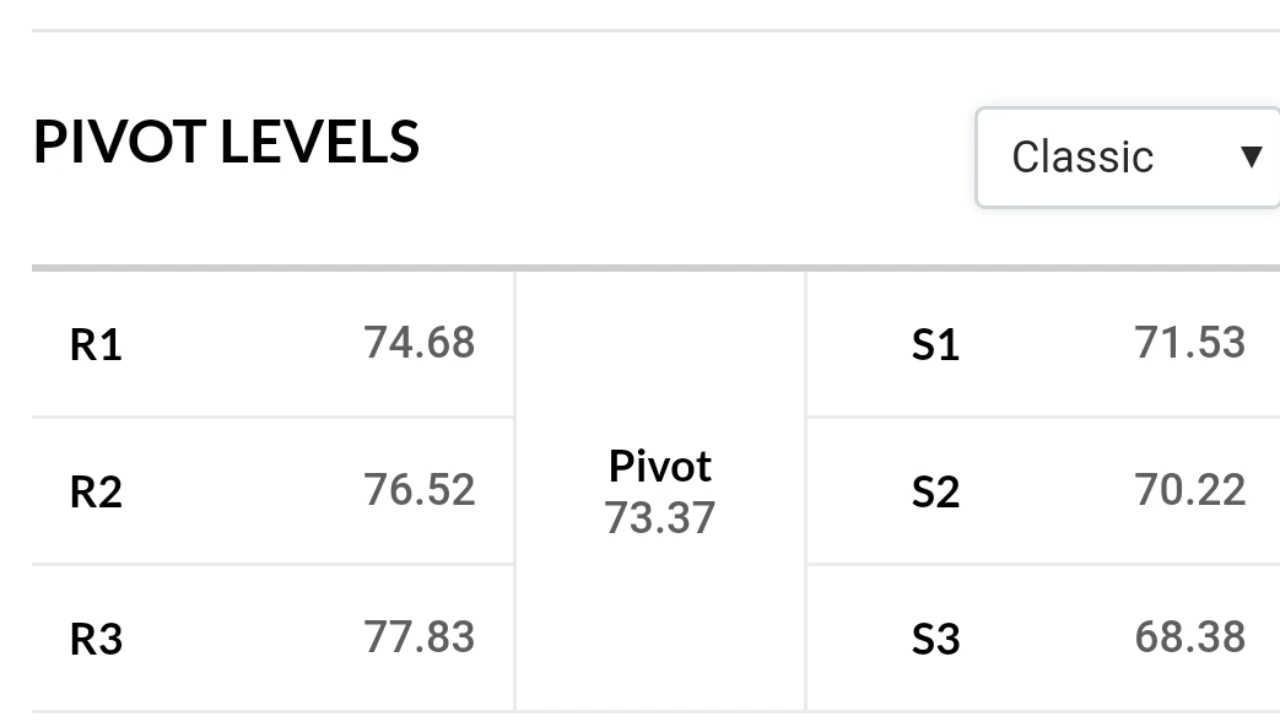 PIVOT LEVELS
Classic
R1 74.68
S1 71.53
Pivot
73.37
R2 76.52
S2 70.22
R3 77.83
S3 68.38